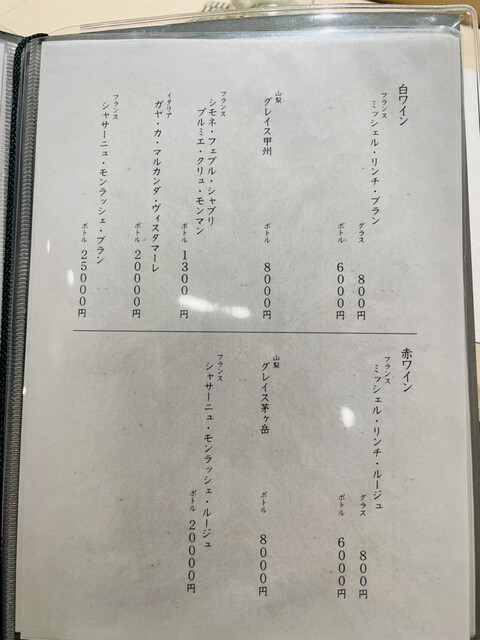 白ワイン
フランス
ミッシェル・リンチ・ブラン
グラス 800円
ボトル 6000円
山梨
グレイス甲州
ボトル 8000円
フランス
シモネ・フェブル・シャブリ
プルミエ・クリュ・モンマン
ボトル 1300円
イタリア
ガヤ・カ・マルカンダ・ヴィスタマーレ
ボトル 20000円
フランス
シャサーニュ・モンラッシェ・ブラン
ボトル 25000円
赤ワイン
フランス
ミッシェル・リンチ・ルージュ
グラス 800円
ボトル 6000円
山梨
グレイス茅ヶ岳
ボトル 8000円
フランス
シャサーニュ・モンラッシェ・ルージュ
ボトル 20000円